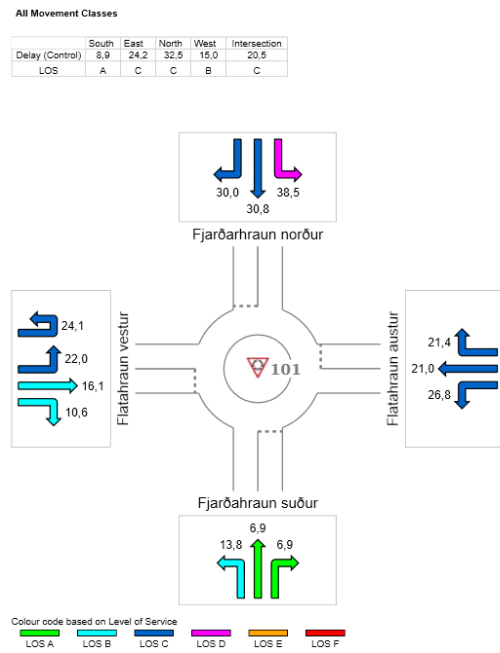 All Movement Classes
South East North West Intersection
Delay (Control) 8,9 24,2 32,5 15,0 20,5
LOS A C C B C
30,0 38,5
30,8
Fjarðarhraun norður
24,1
22,0
16,1
10,6
Flatahraun vestur
101
Flatahraun austur
21,4
21,0
26,8
Fjarðahraun suður
6,9
13,8 6,9
Colour code based on Level of Service
LOS A LOS B LOS C LOS D LOS E LOS F